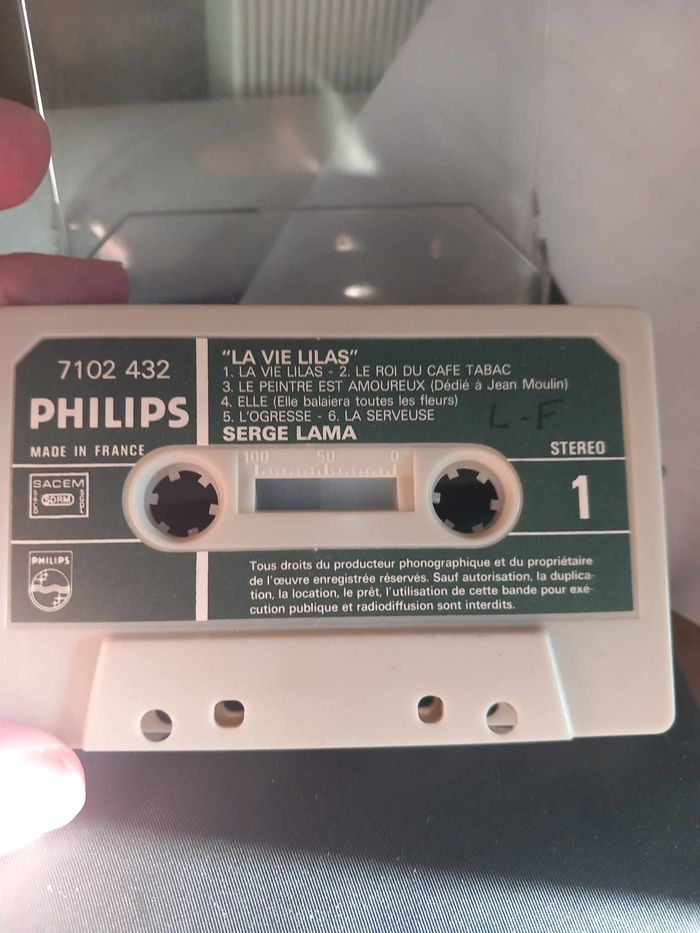 7102 432
PHILIPS
MADE IN FRANCE
"LA VIE LILAS"
1. LA VIE LILAS - 2. LE ROI DU CAFE TABAC
3. LE PEINTRE EST AMOUREUX (Dédié à Jean Moulin)
4. ELLE (Elle balaiera toutes les fleurs)
5. L'OGRESSE - 6. LA SERVEUSE
L-F
SERGE LAMA
100 50 0
STEREO
1
SACEM
SDRM
PHILIPS
Tous droits du producteur phonographique et du propriétaire
de l'œuvre enregistrée réservés. Sauf autorisation, la duplica-
tion, la location, le prêt, l'utilisation de cette bande pour exé-
cution publique et radiodiffusion sont interdits.